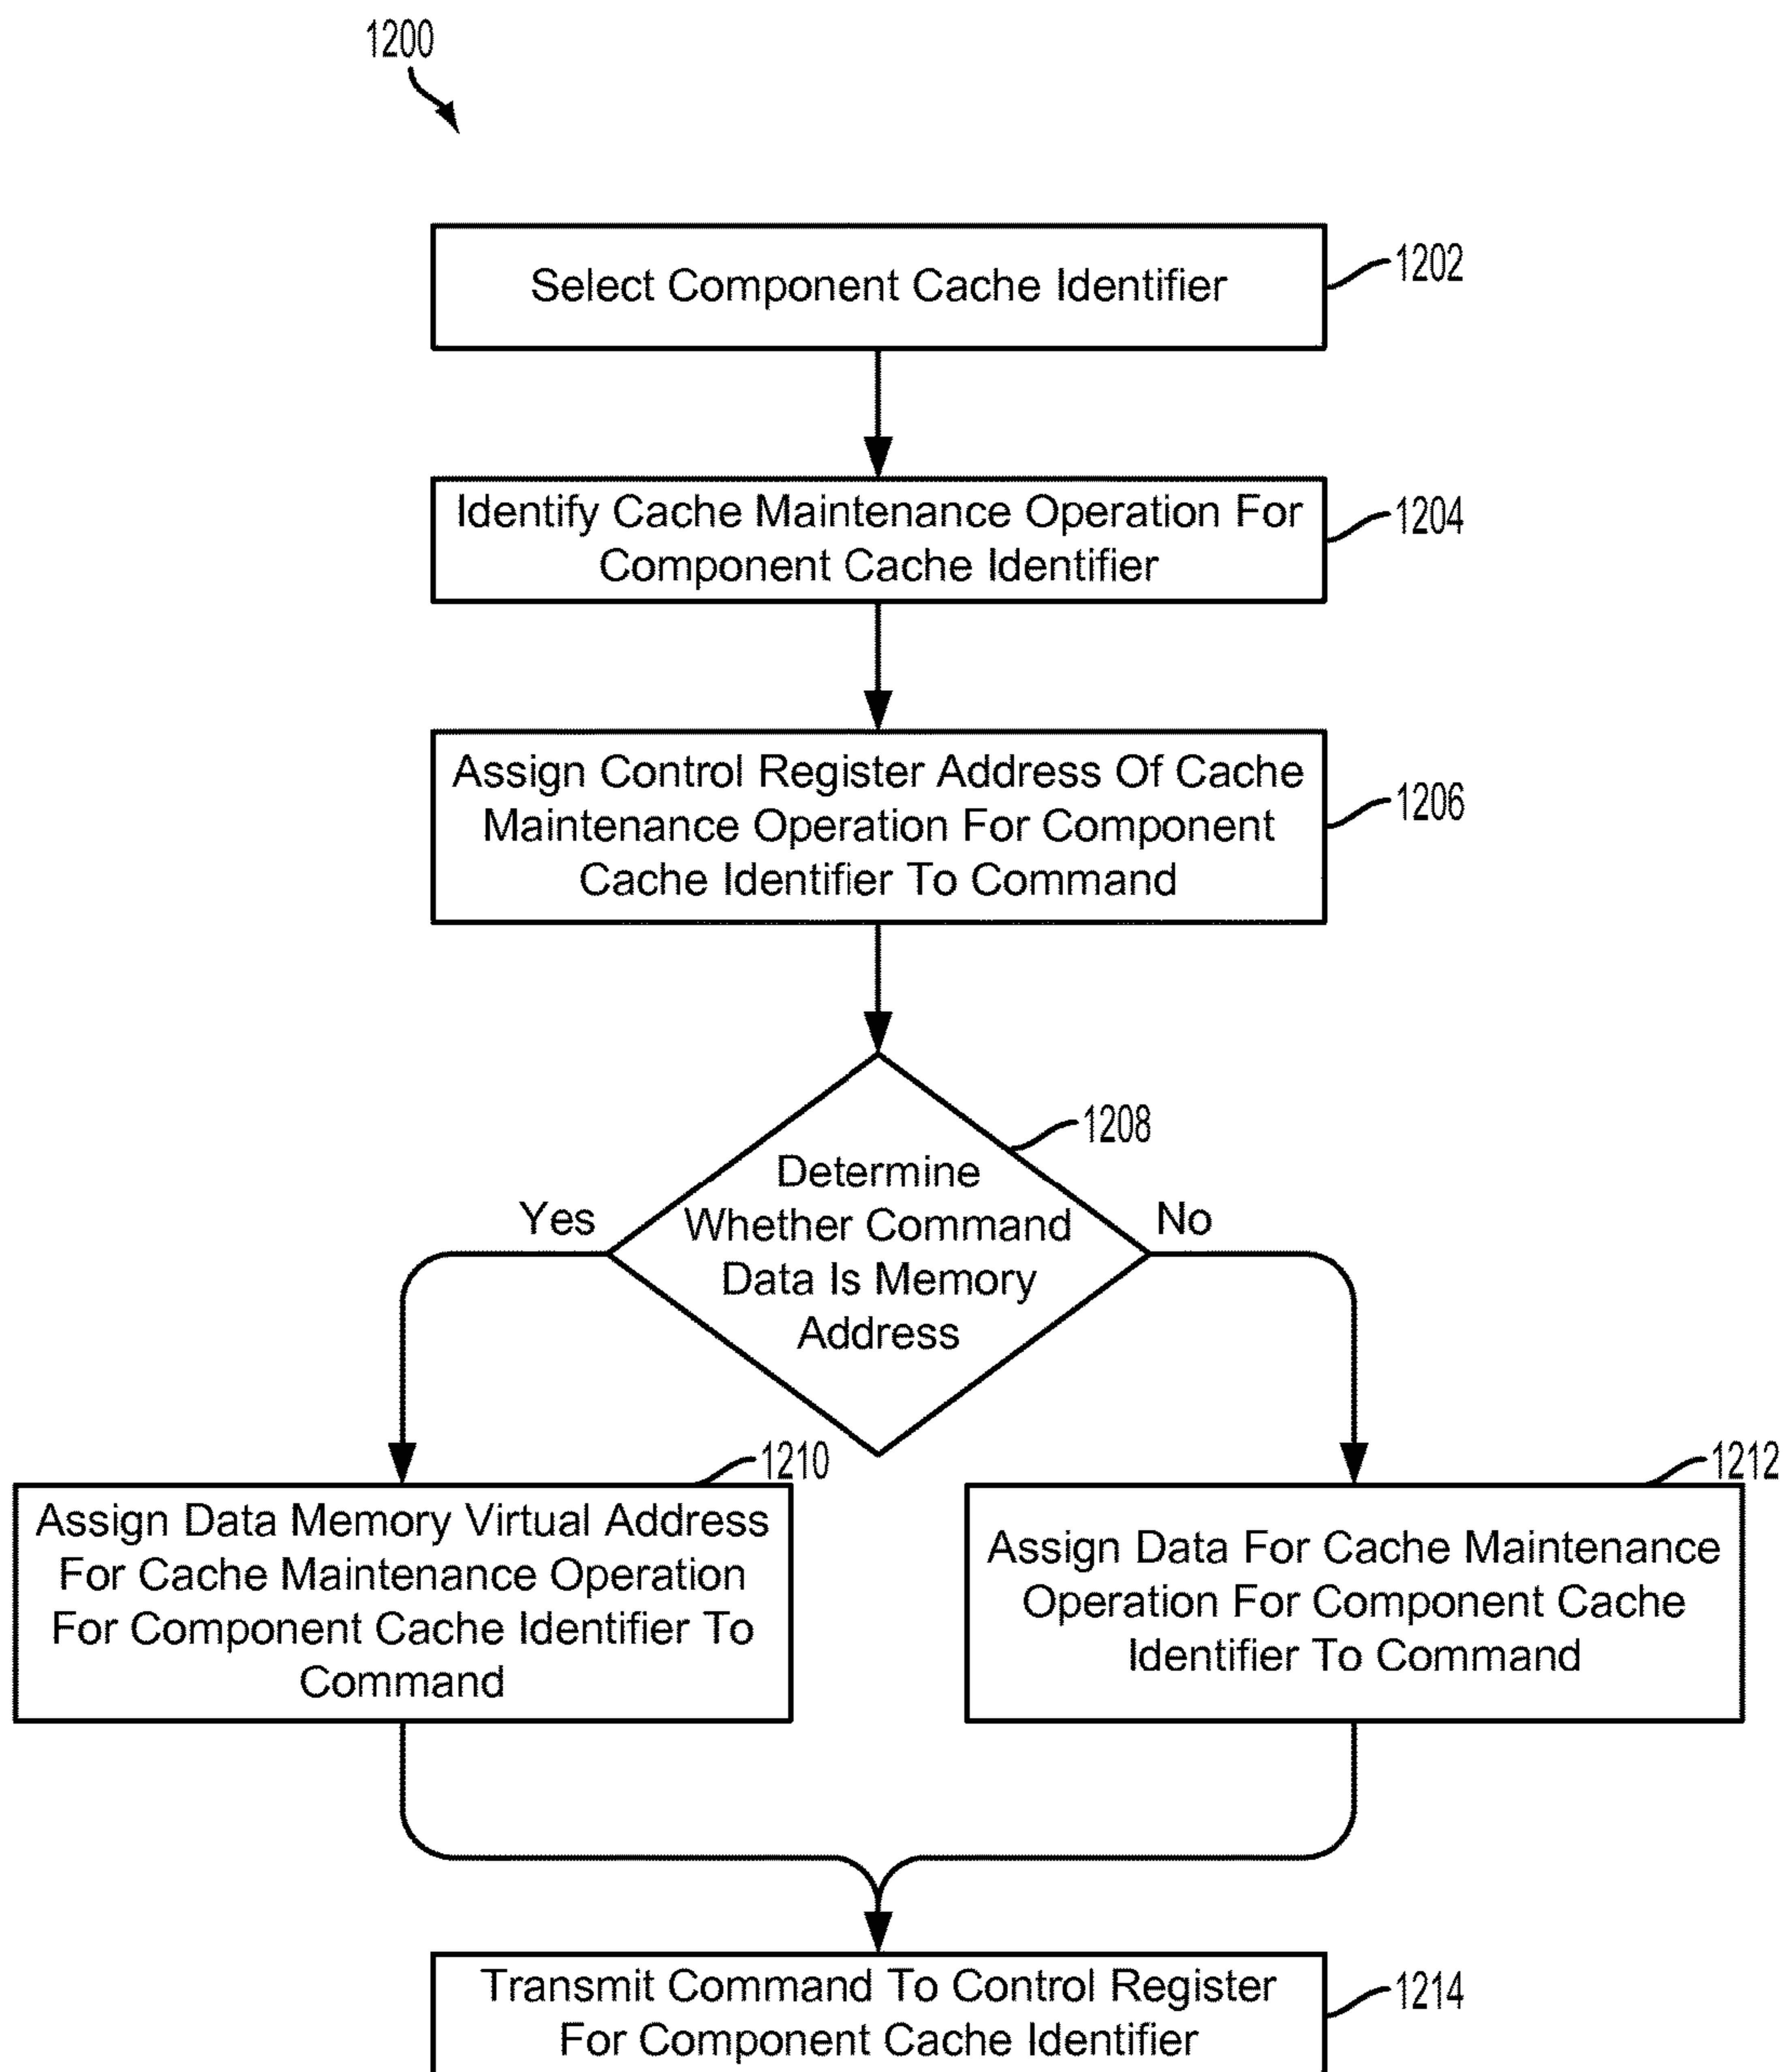 1200
Select Component Cache Identifier
1202
Identify Cache Maintenance Operation For
Component Cache Identifier
1204
Assign Control Register Address Of Cache
Maintenance Operation For Component
Cache Identifier To Command
1206
1208
Determine
Whether Command
Data Is Memory
Address
Yes
No
1210
Assign Data Memory Virtual Address
For Cache Maintenance Operation
For Component Cache Identifier To
Command
1212
Assign Data For Cache Maintenance
Operation For Component Cache
Identifier To Command
Transmit Command To Control Register
For Component Cache Identifier
1214